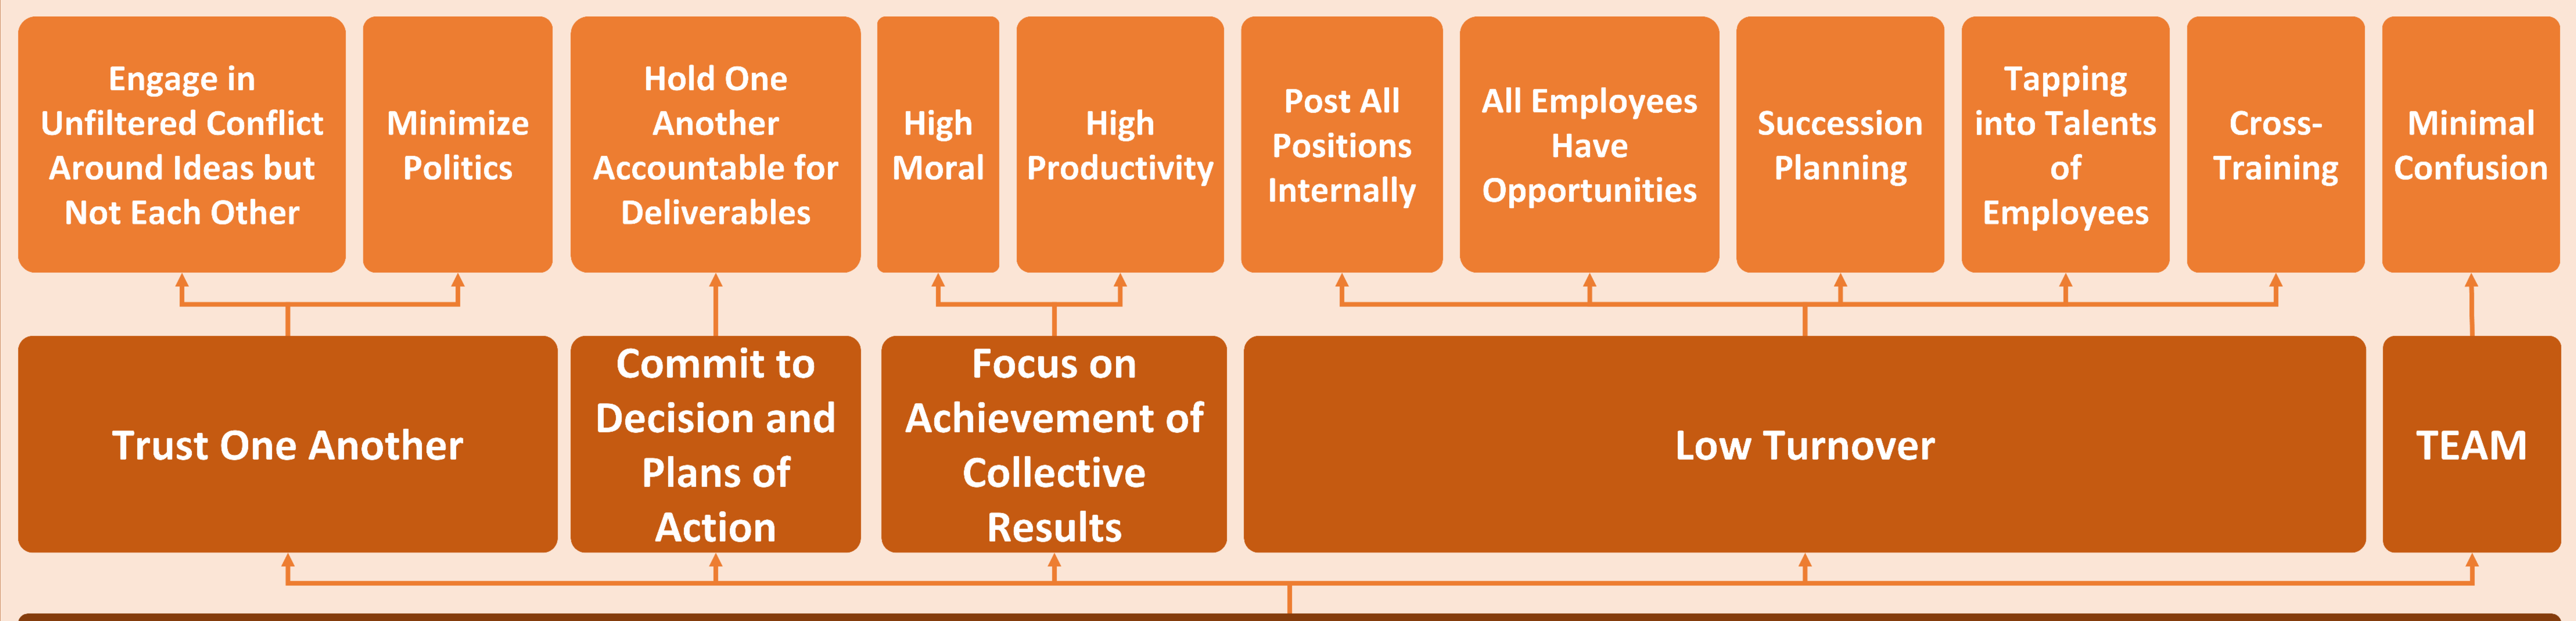 Engage in
Unfiltered Conflict
Around Ideas but
Not Each Other
Minimize
Politics
Hold One
Another
Accountable for
Deliverables
High
Moral
High
Productivity
Post All
Positions
Internally
All Employees
Have
Opportunities
Succession
Planning
Tapping
into Talents
of
Employees
Cross-
Training
Minimal
Confusion
Trust One Another
Commit to
Decision and
Plans of
Action
Focus on
Achievement of
Collective
Results
Low Turnover
TEAM